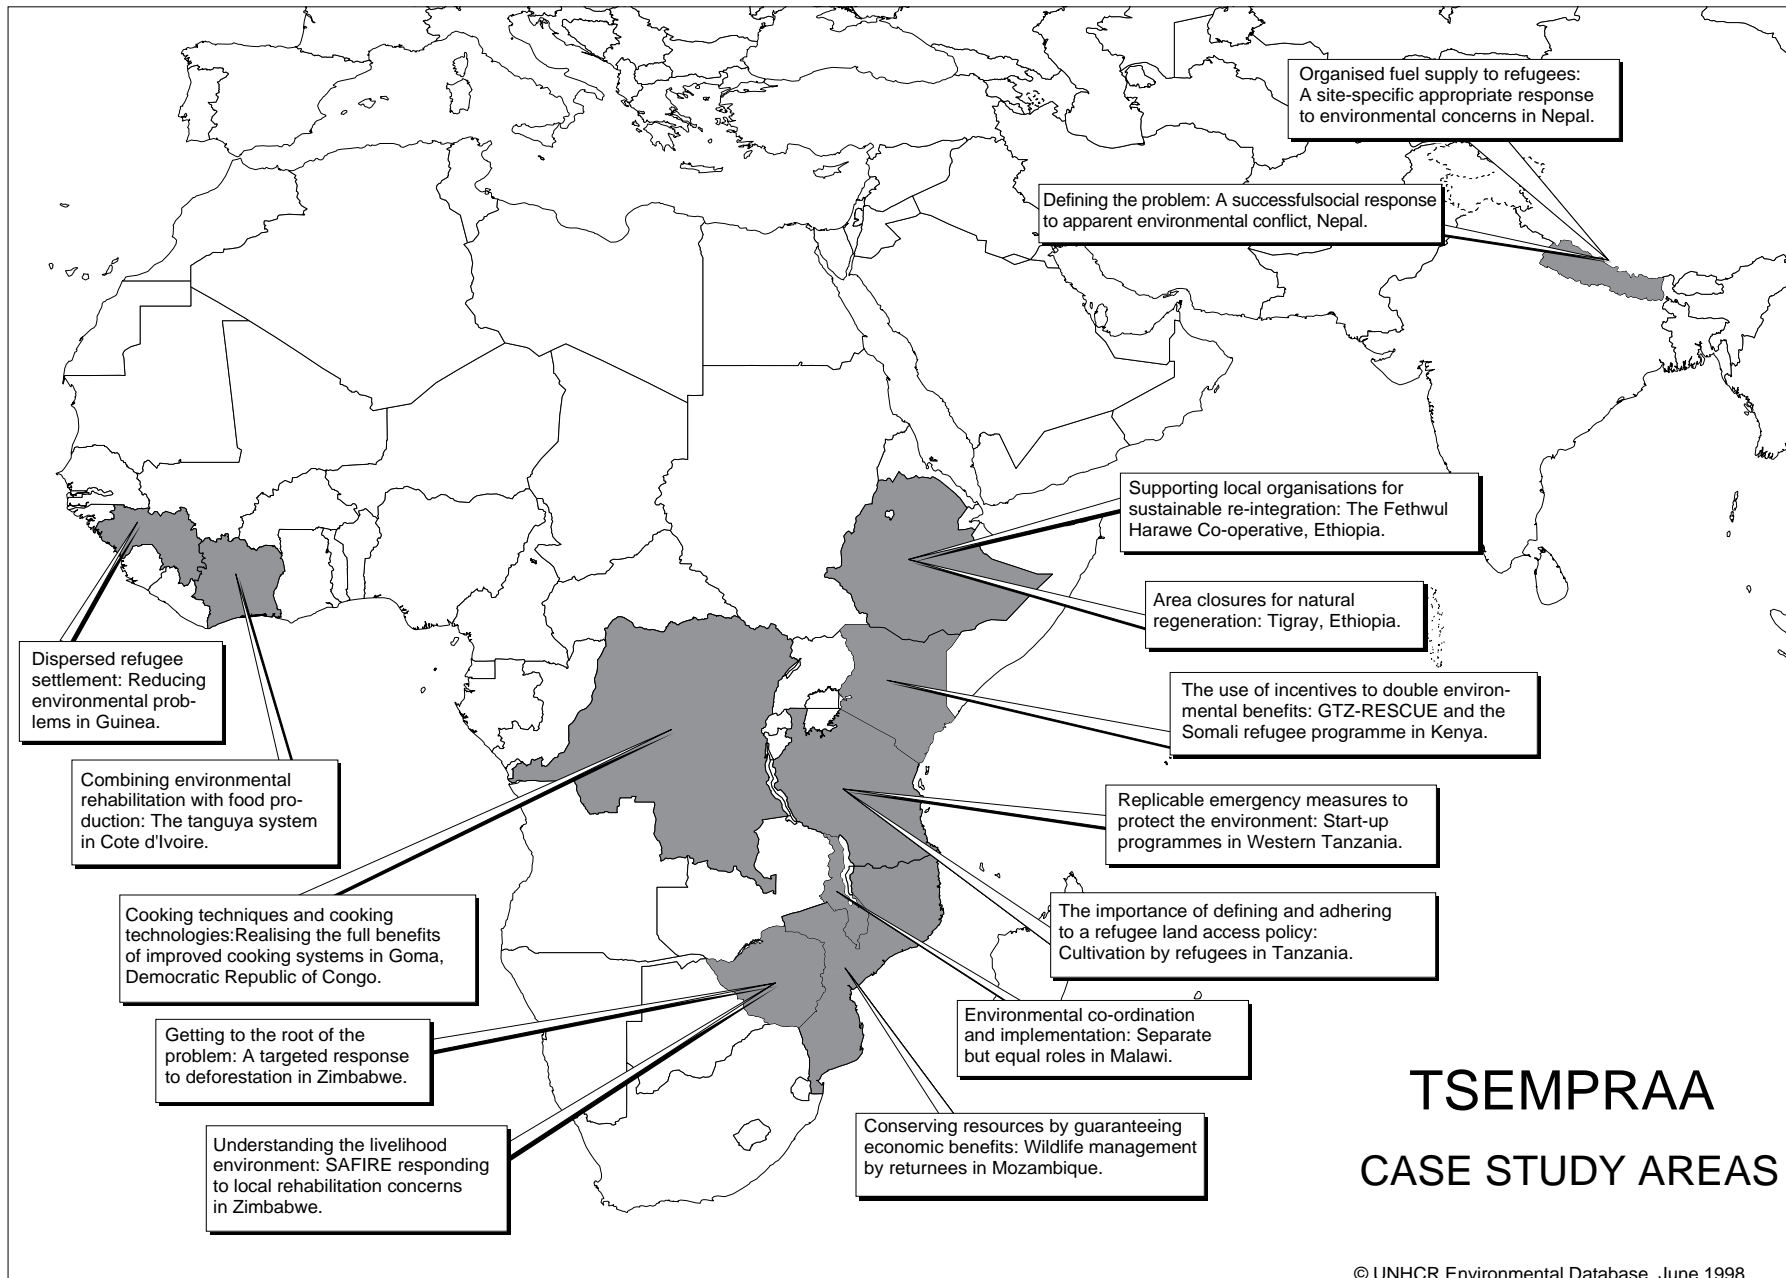 Organised fuel supply to refugees:
A site-specific appropriate response
to environmental concerns in Nepal.
Defining the problem: A successfulsocial response
to apparent environmental conflict, Nepal.
Supporting local organisations for
sustainable re-integration: The Fethwul
Harawe Co-operative, Ethiopia.
Area closures for natural
regeneration: Tigray, Ethiopia.
Dispersed refugee
settlement: Reducing
environmental prob-
lems in Guinea.
The use of incentives to double environ-
mental benefits: GTZ-RESCUE and the
Somali refugee programme in Kenya.
Combining environmental
rehabilitation with food pro-
duction: The tanguya system
in Cote d'Ivoire.
Replicable emergency measures to
protect the environment: Start-up
programmes in Western Tanzania.
Cooking techniques and cooking
technologies:Realising the full benefits
of improved cooking systems in Goma,
Democratic Republic of Congo.
The importance of defining and adhering
to a refugee land access policy:
Cultivation by refugees in Tanzania.
Getting to the root of the
problem: A targeted response
to deforestation in Zimbabwe.
Environmental co-ordination
and implementation: Separate
but equal roles in Malawi.
Understanding the livelihood
environment: SAFIRE responding
to local rehabilitation concerns
in Zimbabwe.
Conserving resources by guaranteeing
economic benefits: Wildlife management
by returnees in Mozambique.
TSEMPRAA
CASE STUDY AREAS
© UNHCR Environmental Database, June 1998